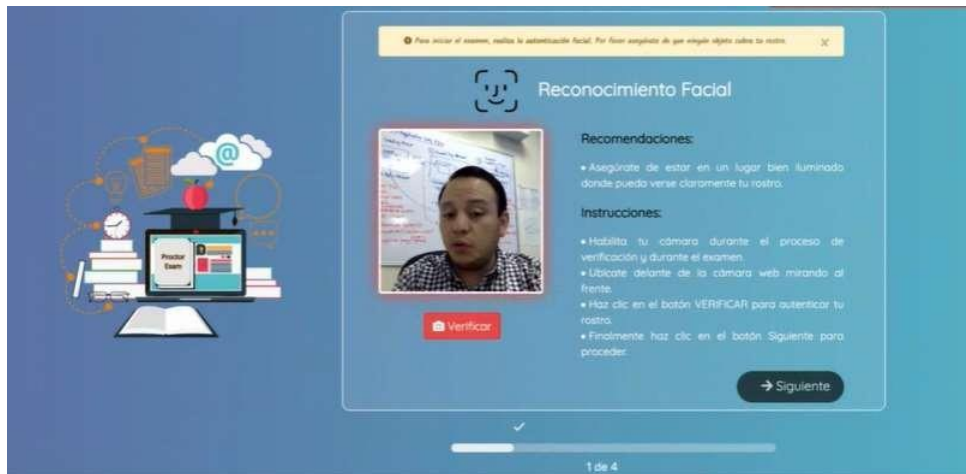 Para iniciar el examen, realiza la autenticación facial. Por favor asegúrate de que ningún objeto cubra tu rostro.
Reconocimiento Facial
Recomendaciones:
• Asegúrate de estar en un lugar bien iluminado
donde pueda verse claramente tu rostro.
Instrucciones:
• Habilita tu cámara durante el proceso de
verificación y durante el examen.
• Ubícate delante de la cámara web mirando al
frente.
• Haz clic en el botón VERIFICAR para autenticar tu
rostro.
• Finalmente haz clic en el botón Siguiente para
proceder.
Verificar
Siguiente
Proctor
Exam
@
1 de 4